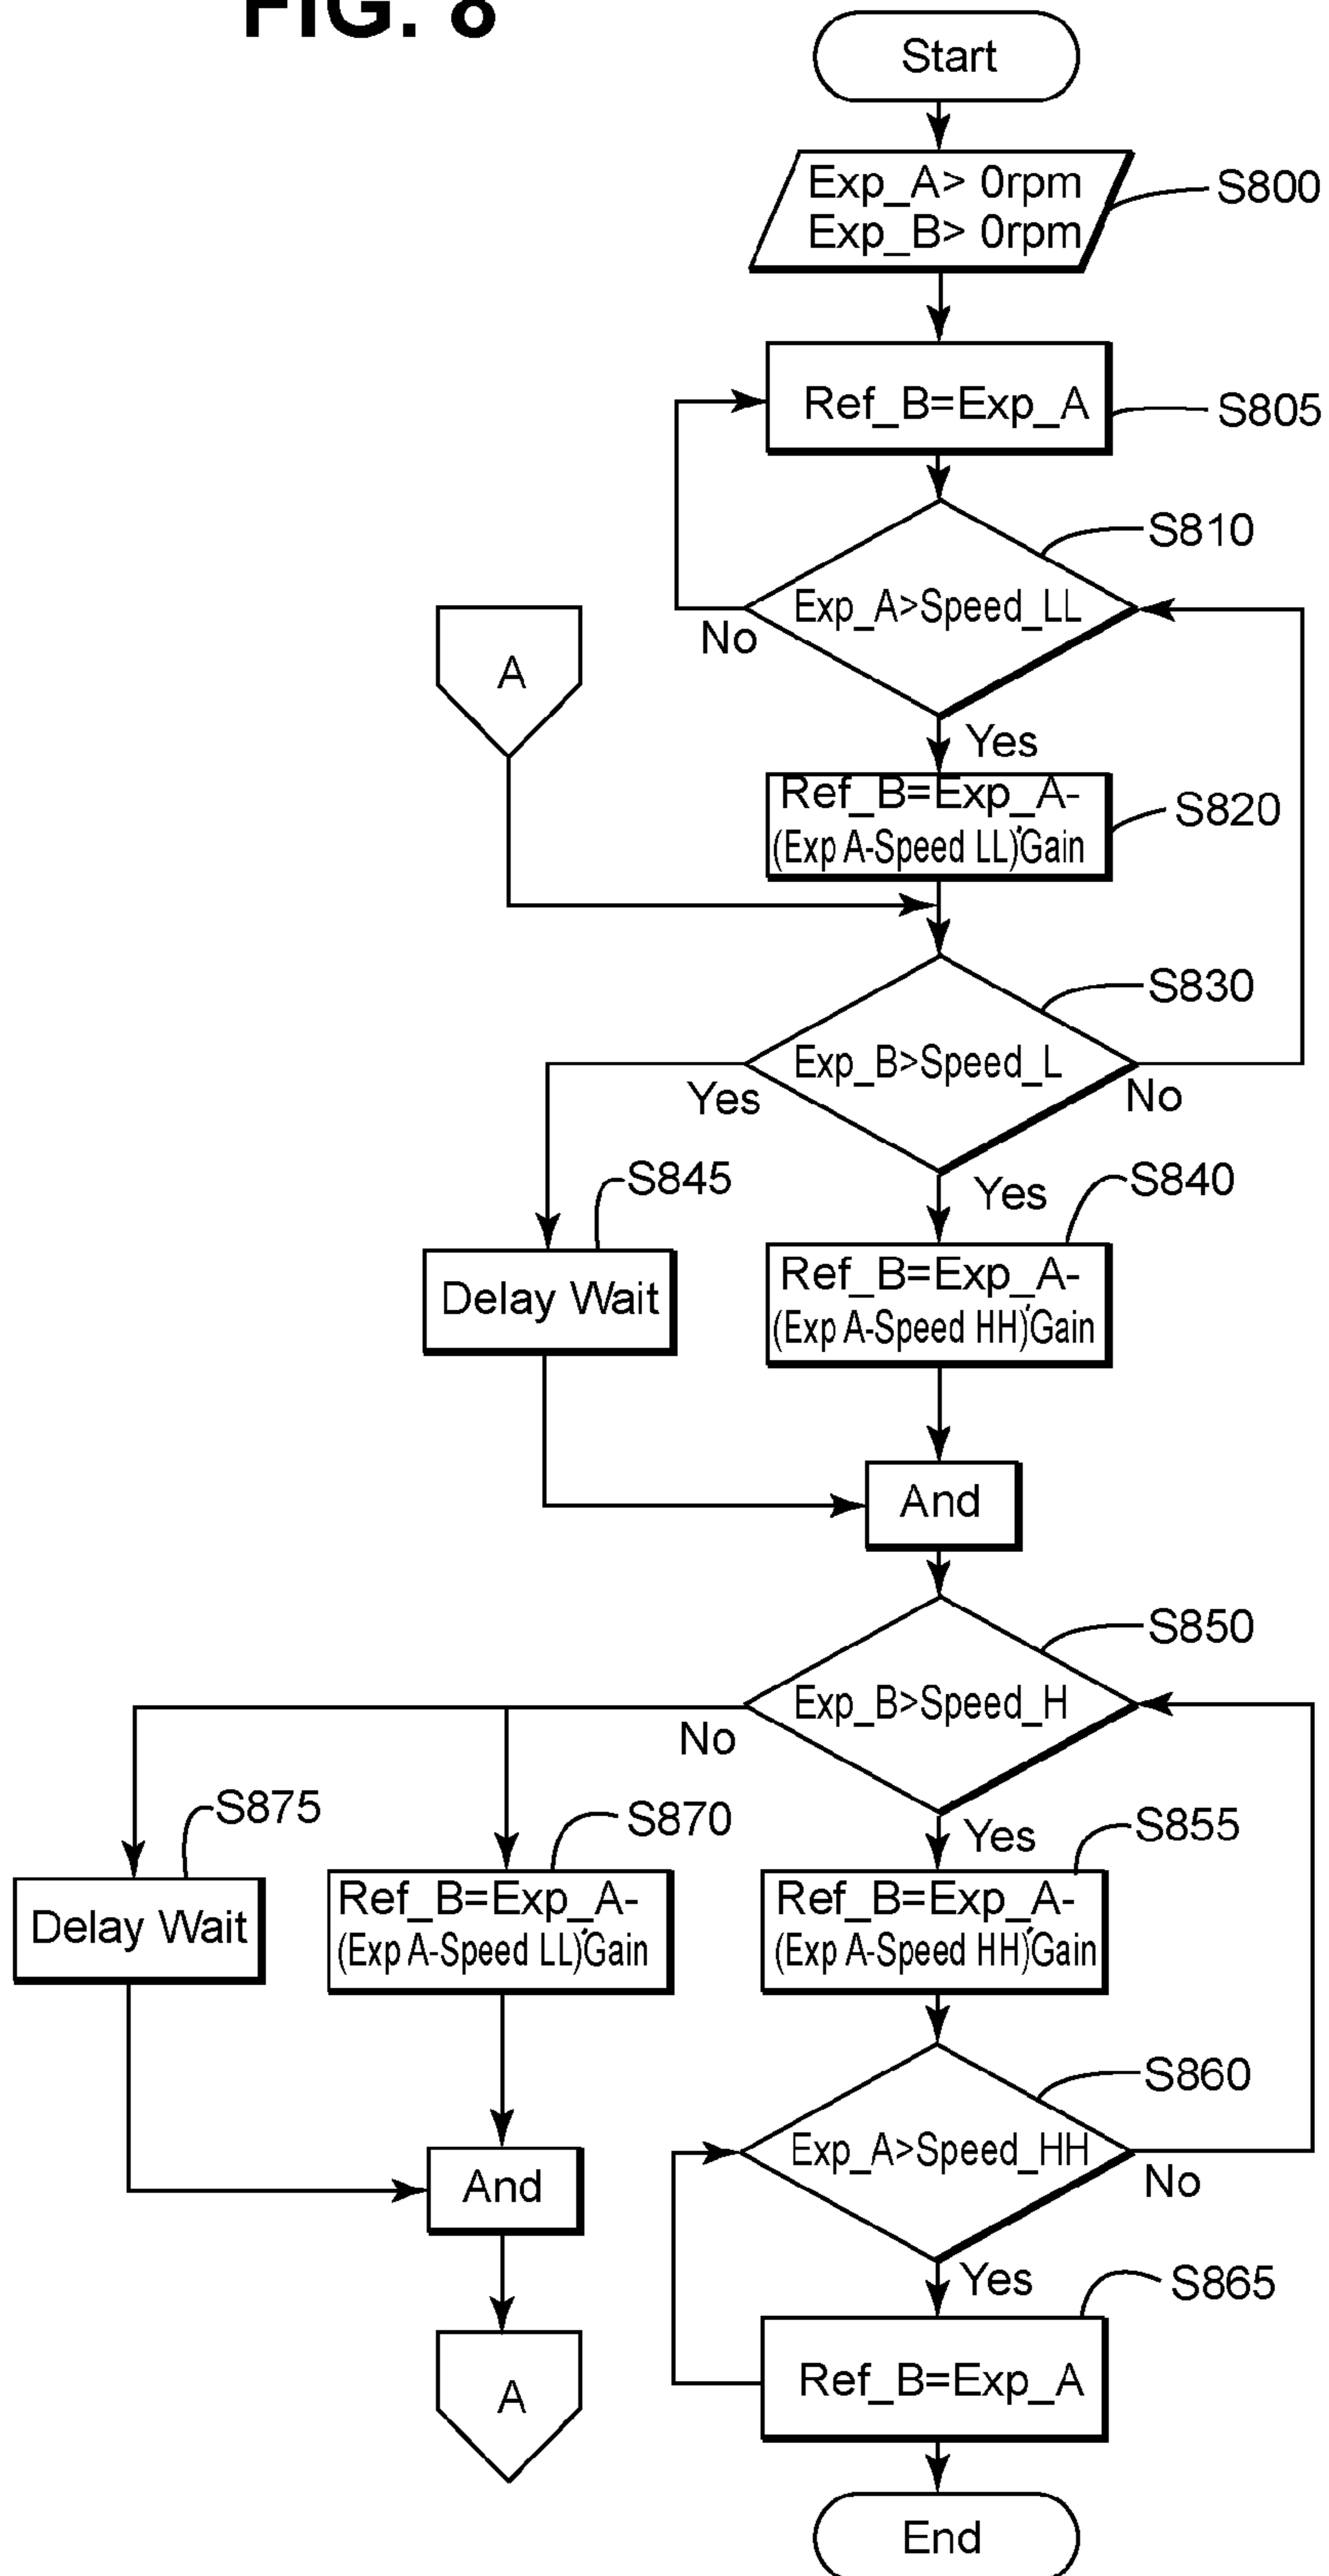 FIG. 8
Start
Exp_A> 0rpm
Exp_B> 0rpm
S800
Ref_B=Exp_A
S805
S810
Exp_A>Speed_LL
No
A
Yes
Ref_B=Exp_A-
(Exp A-Speed LL)*Gain
S820
S830
Exp_B>Speed_L
Yes
No
S845
Yes
S840
Delay Wait
Ref_B=Exp_A-
(Exp A-Speed HH)*Gain
And
S850
Exp_B>Speed_H
No
S875
S870
Yes
S855
Delay Wait
Ref_B=Exp_A-
(Exp A-Speed LL)*Gain
Ref_B=Exp_A-
(Exp A-Speed HH)*Gain
S860
Exp_A>Speed_HH
No
And
Yes
S865
A
Ref_B=Exp_A
End